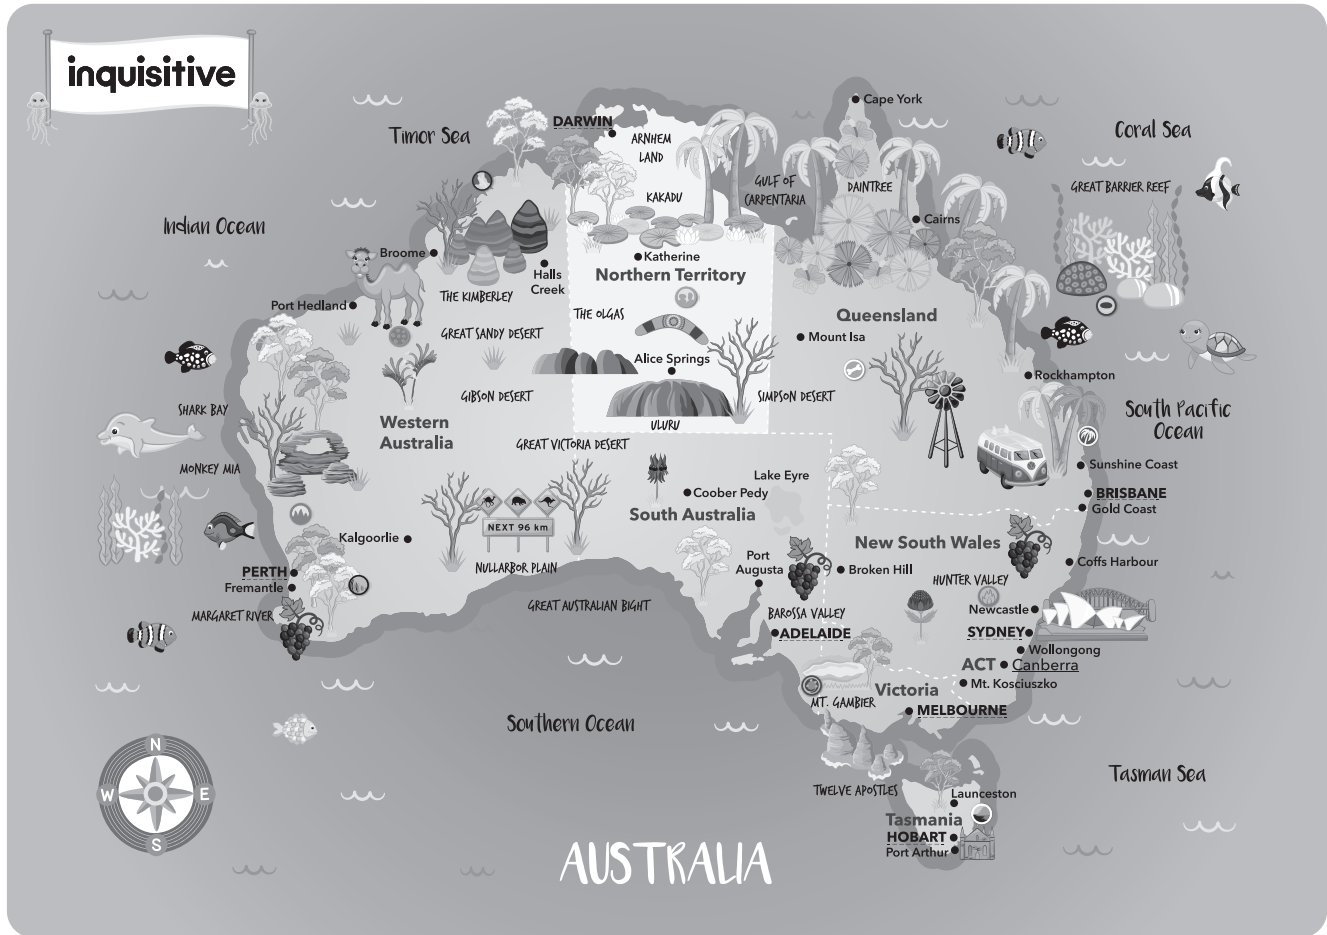 inquisitive
Cape York
Timor Sea
DARWIN
Coral Sea
ARNHEM
LAND
GULF OF
CARPENTARIA
DAINTREE
GREAT BARRIER REEF
KAKADU
Indian Ocean
Cairns
Broome
Katherine
Northern Territory
Halls
Creek
THE KIMBERLEY
Port Hedland
THE OLGAS
Queensland
GREAT SANDY DESERT
Mount Isa
Alice Springs
Rockhampton
GIBSON DESERT
SIMPSON DESERT
SHARK BAY
South Pacific
Ocean
Western
Australia
ULURU
GREAT VICTORIA DESERT
MONKEY MIA
Sunshine Coast
Lake Eyre
Coober Pedy
BRISBANE
Gold Coast
South Australia
NEXT 96 km
Kalgoorlie
New South Wales
Port
Augusta
Broken Hill
Coffs Harbour
NULLARBOR PLAIN
PERTH
Fremantle
HUNTER VALLEY
GREAT AUSTRALIAN BIGHT
Newcastle
MARGARET RIVER
BAROSSA VALLEY
ADELAIDE
SYDNEY
Wollongong
ACT
Canberra
Mt. Kosciuszko
Victoria
MT. GAMBIER
MELBOURNE
Southern Ocean
N
W
E
S
Tasman Sea
TWELVE APOSTLES
Launceston
Tasmania
HOBART
Port Arthur
AUSTRALIA